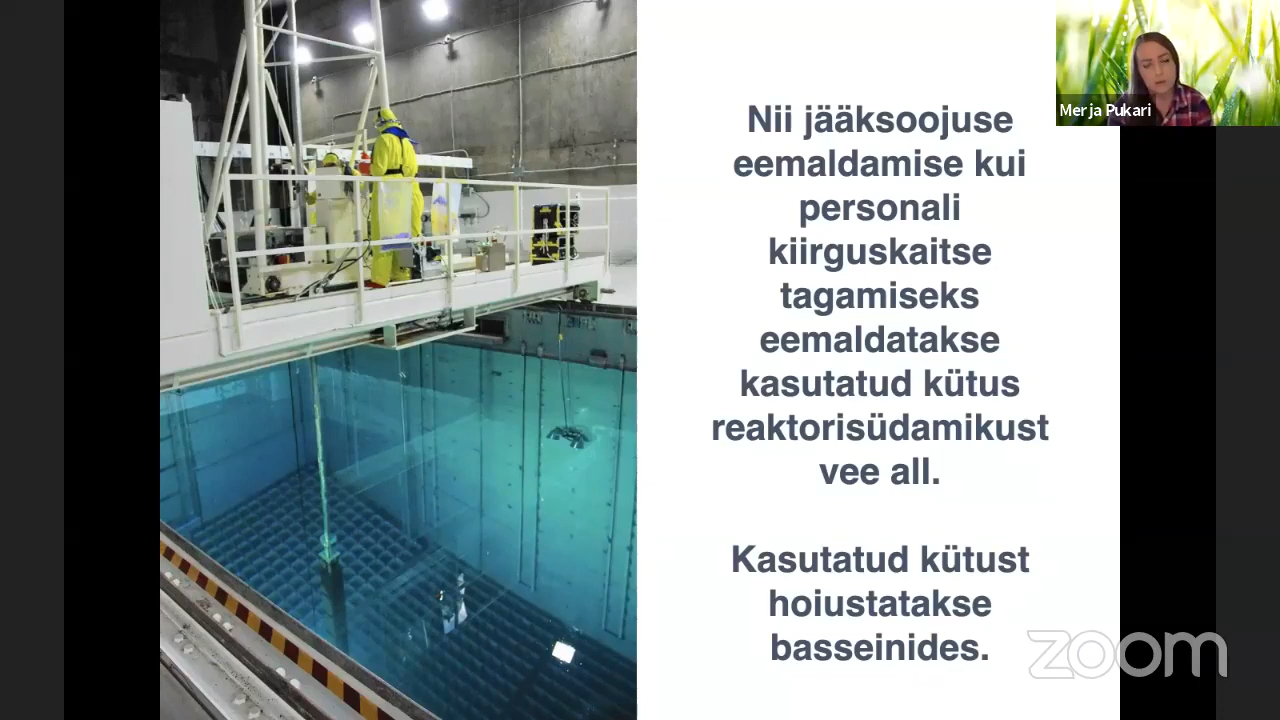 Nii jääksoojuse
eemaldamise kui
personali
kiirguskaitse
tagamiseks
eemaldatakse
kasutatud kütus
reaktorisüdamikust
vee all.
Kasutatud kütust
hoiustatakse
basseinides.
Merja Pukari
zoom